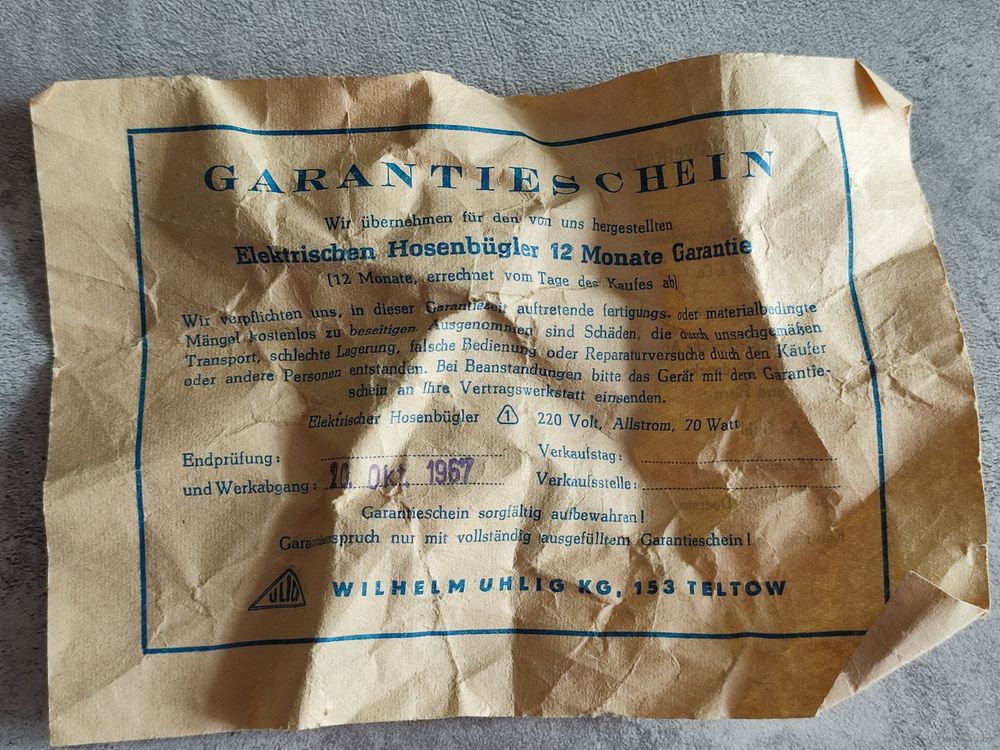 GARANTIESCHEIN
Wir übernehmen für den von uns hergestellten
Elektrischen Hosenbügler 12 Monate Garantie
(12 Monate, errechnet vom Tage des Kaufes ab)
Wir verpflichten uns, in dieser Garantiezeit auftretende fertigungs- oder materialbedingte
Mängel kostenlos zu beseitigen. Ausgenommen sind Schäden, die durch unsachgemäßen
Transport, schlechte Lagerung, falsche Bedienung oder Reparaturversuche durch den Käufer
oder andere Personen entstanden. Bei Beanstandungen bitte das Gerät mit dem Garantie-
schein an Ihre Vertragswerkstatt einsenden.
Elektrischer Hosenbügler 1 220 Volt, Allstrom, 70 Watt
Endprüfung: Verkaufstag:
und Werkabgang: 20. Okt. 1967 Verkaufsstelle:
Garantieschein sorgfältig aufbewahren!
Garantieanspruch nur mit vollständig ausgefülltem Garantieschein!
WILHELM UHLIG KG, 153 TELTOW